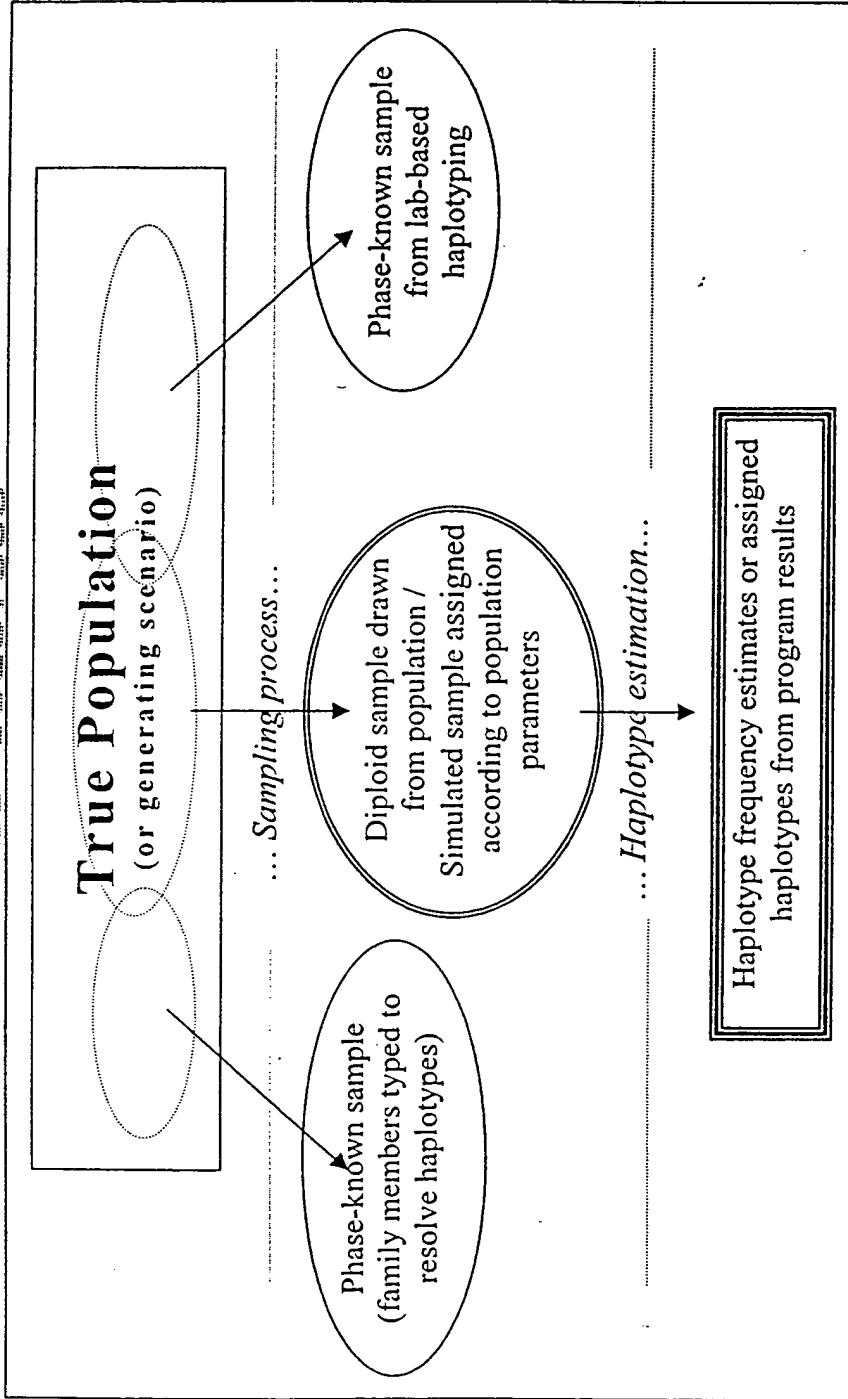 True Population
(or generating scenario)
... Sampling process...
Phase-known sample
(family members typed to
resolve haplotypes)
Diploid sample drawn
from population /
Simulated sample assigned
according to population
parameters
Phase-known sample
from lab-based
haplotyping
... Haplotype estimation...
Haplotype frequency estimates or assigned
haplotypes from program results